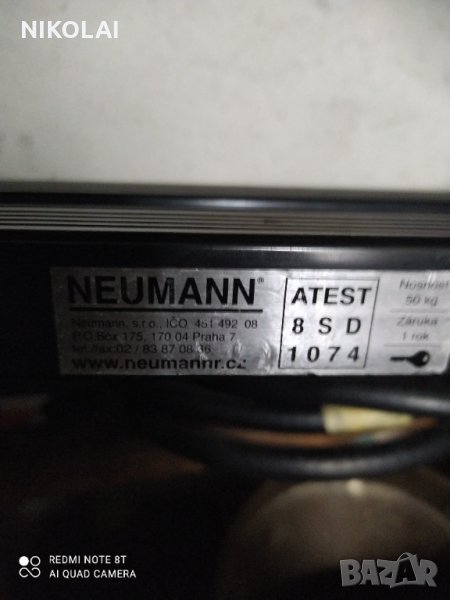 NIKOLAI
NEUMANN®
Neumann, s.r.o., IČO 451 492 08
P.O.Box 175, 170 04 Praha 7
tel./fax:02 / 83 87 08 36
www.neumannr.cz
ATEST
8 S D
1074
Nosnost
50 kg
Záruka
1 rok
REDMI NOTE 8T
AI QUAD CAMERA
BAZAR